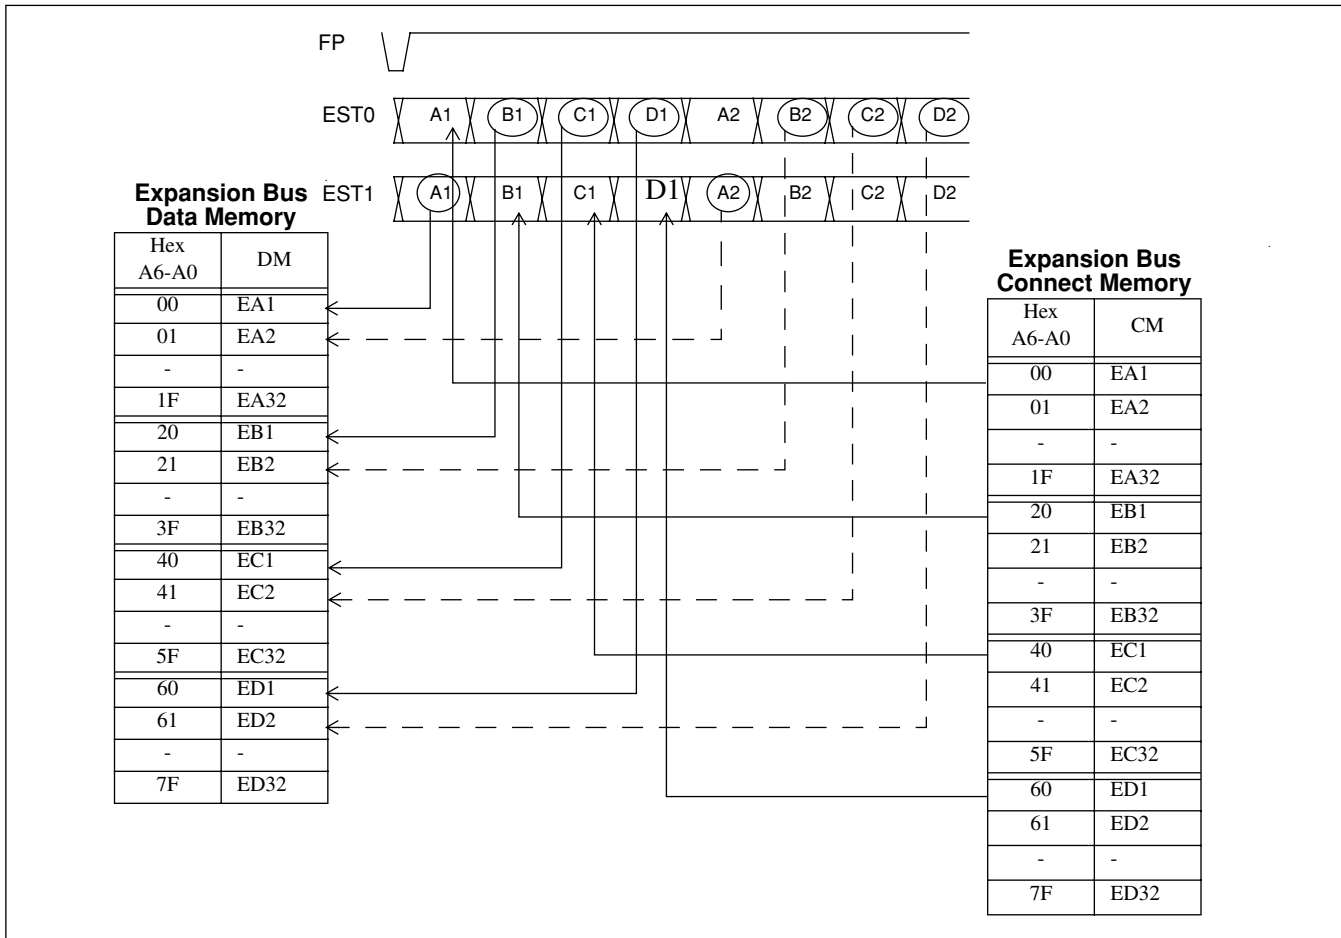 FP
EST0 A1 B1 C1 D1 A2 B2 C2 D2
EST1 A1 B1 C1 D1 A2 B2 C2 D2
Expansion Bus
Data Memory
Hex
A6-A0 DM
00 EA1
01 EA2
- -
1F EA32
20 EB1
21 EB2
- -
3F EB32
40 EC1
41 EC2
- -
5F EC32
60 ED1
61 ED2
- -
7F ED32
Expansion Bus
Connect Memory
Hex
A6-A0 CM
00 EA1
01 EA2
- -
1F EA32
20 EB1
21 EB2
- -
3F EB32
40 EC1
41 EC2
- -
5F EC32
60 ED1
61 ED2
- -
7F ED32